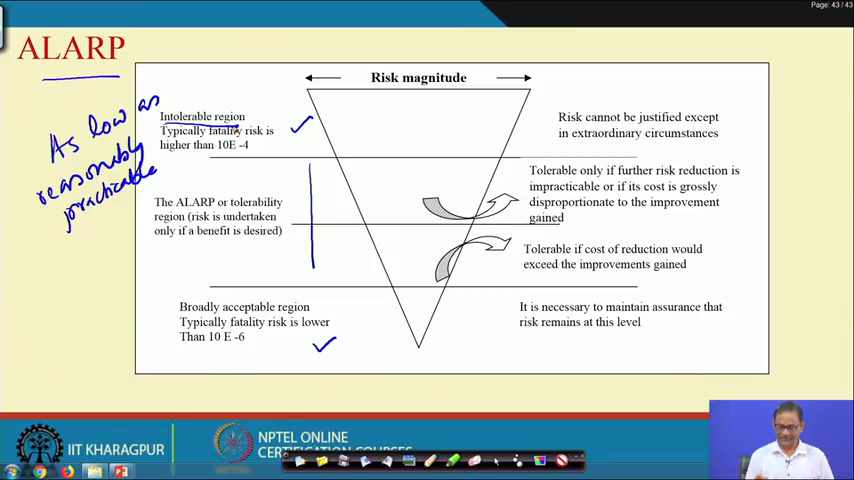 Page: 43 / 43
ALARP
As low as
reasonably
practicable
Risk magnitude
Intolerable region
Typically fatality risk is
higher than 10E -4
Risk cannot be justified except
in extraordinary circumstances
The ALARP or tolerability
region (risk is undertaken
only if a benefit is desired)
Tolerable only if further risk reduction is
impracticable or if its cost is grossly
disproportionate to the improvement
gained
Tolerable if cost of reduction would
exceed the improvements gained
Broadly acceptable region
Typically fatality risk is lower
Than 10 E -6
It is necessary to maintain assurance that
risk remains at this level
IIT KHARAGPUR
NPTEL ONLINE
CERTIFICATION COURSES